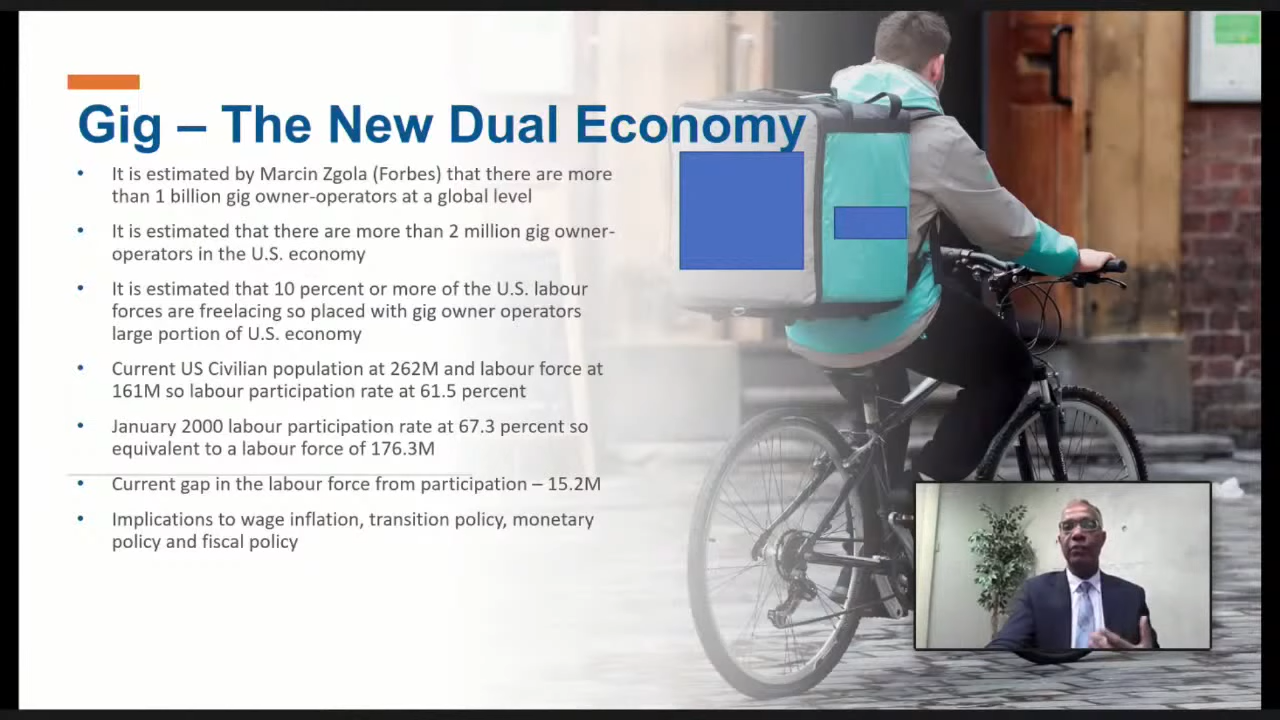 Gig – The New Dual Economy
• It is estimated by Marcin Zgola (Forbes) that there are more
than 1 billion gig owner-operators at a global level
• It is estimated that there are more than 2 million gig owner-
operators in the U.S. economy
• It is estimated that 10 percent or more of the U.S. labour
forces are freelacing so placed with gig owner operators
large portion of U.S. economy
• Current US Civilian population at 262M and labour force at
161M so labour participation rate at 61.5 percent
• January 2000 labour participation rate at 67.3 percent so
equivalent to a labour force of 176.3M
• Current gap in the labour force from participation – 15.2M
• Implications to wage inflation, transition policy, monetary
policy and fiscal policy